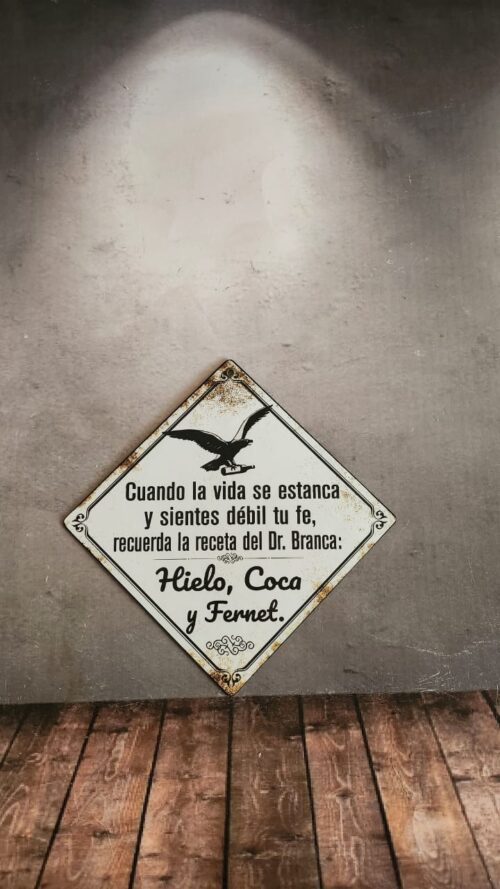 Cuando la vida se estanca
y sientes débil tu fe,
recuerda la receta del Dr. Branca:
Hielo, Coca
y Fernet.